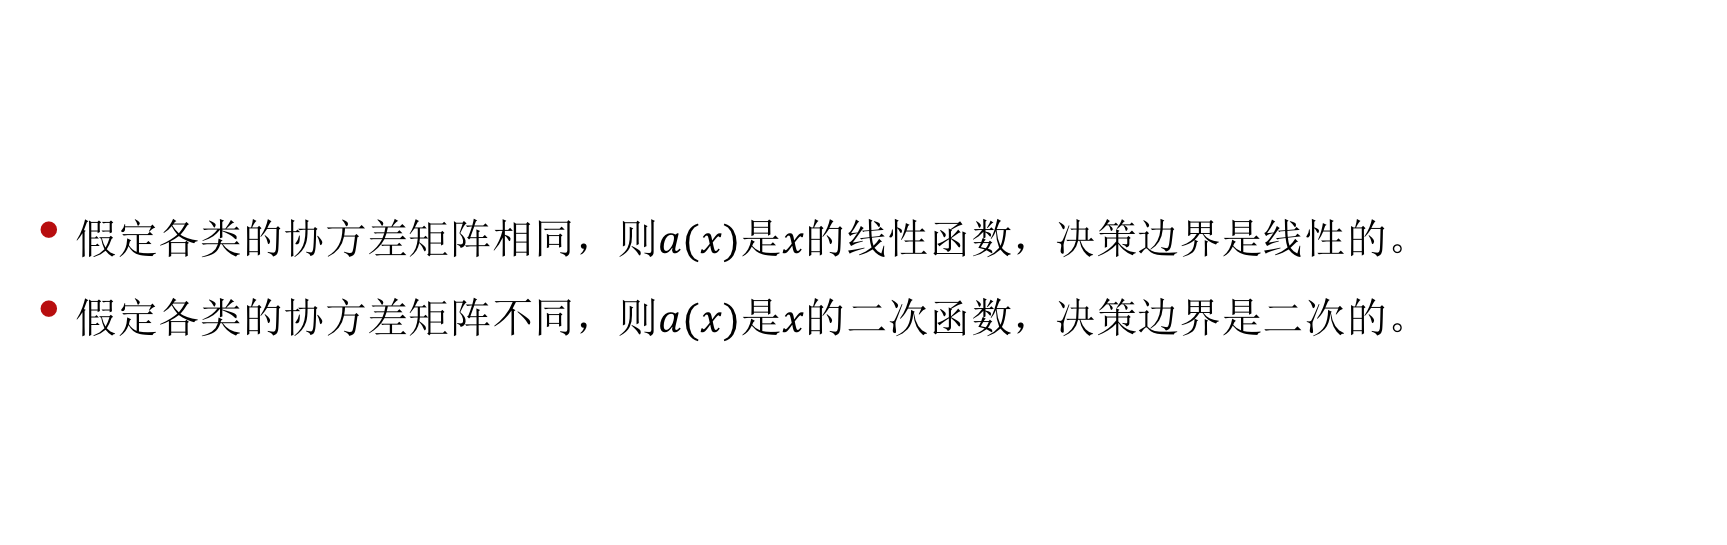 • 假定各类的协方差矩阵相同，则a(x)是x的线性函数，决策边界是线性的。
• 假定各类的协方差矩阵不同，则a(x)是x的二次函数，决策边界是二次的。